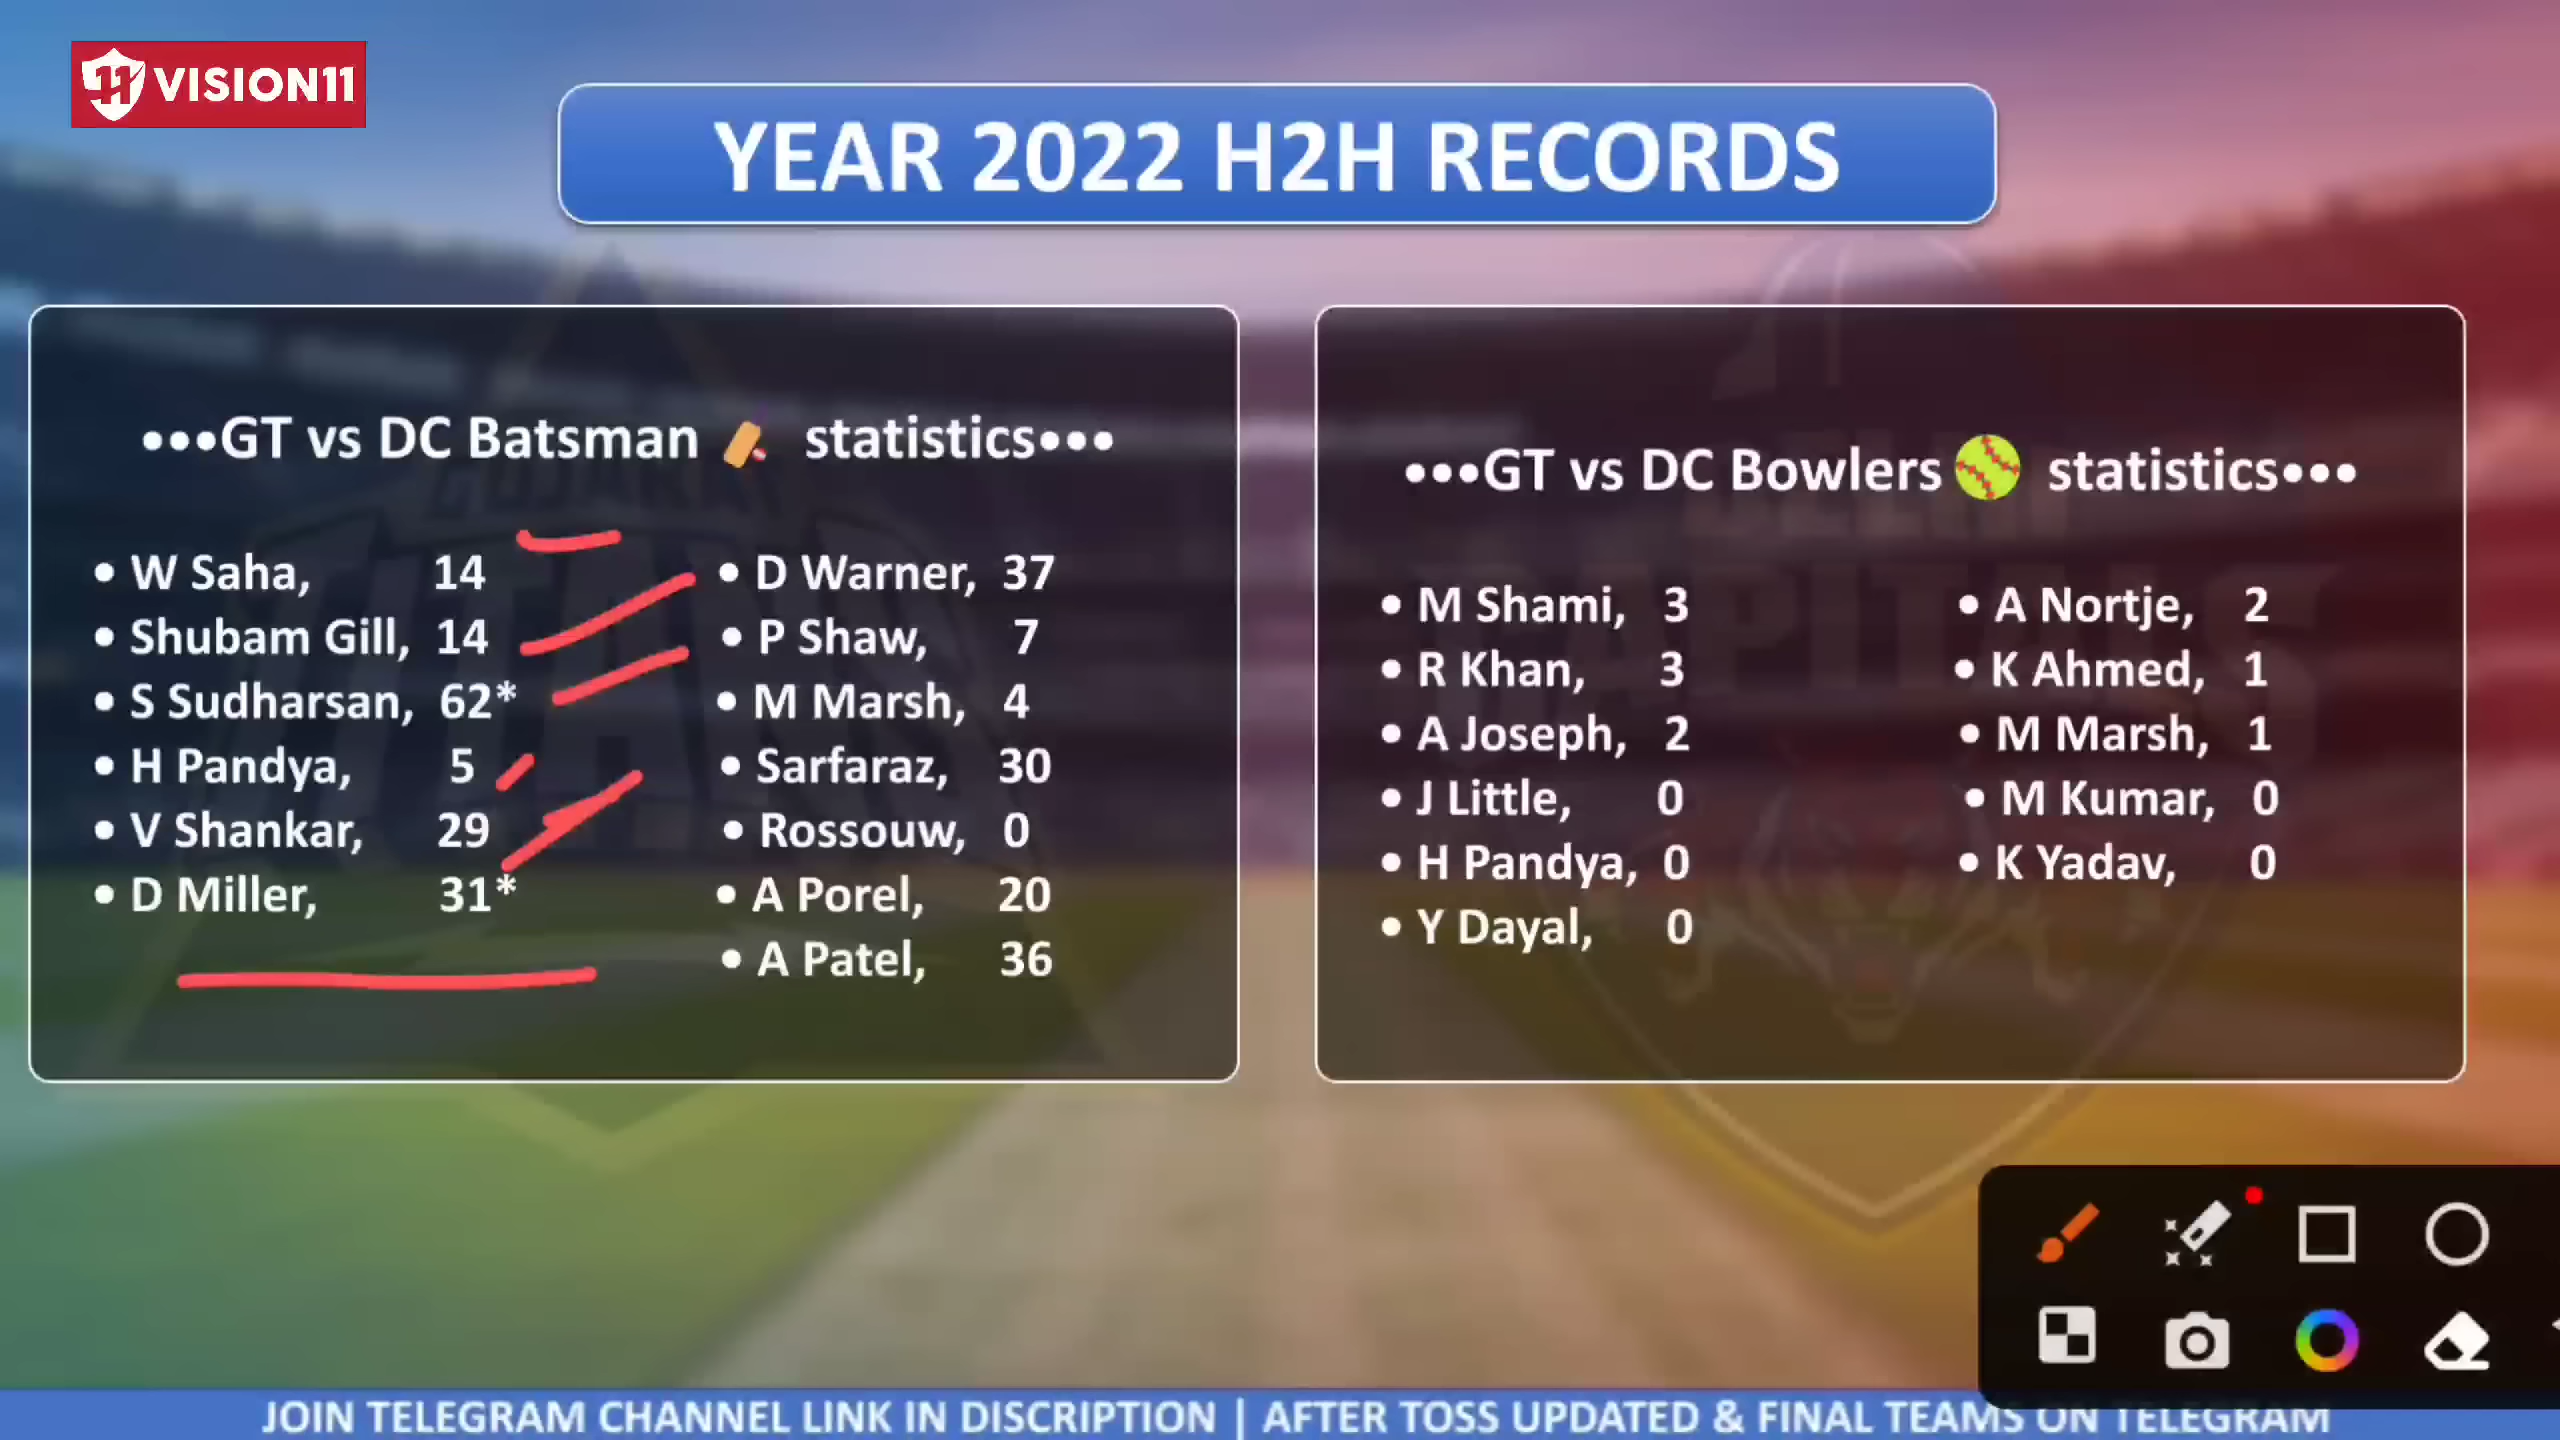 VISION11
YEAR 2022 H2H RECORDS
•••GT vs DC Batsman statistics•••
• W Saha, 14
• Shubam Gill, 14
• S Sudharsan, 62*
• H Pandya, 5
• V Shankar, 29
• D Miller, 31*
• D Warner, 37
• P Shaw, 7
• M Marsh, 4
• Sarfaraz, 30
• Rossouw, 0
• A Porel, 20
• A Patel, 36
•••GT vs DC Bowlers statistics•••
• M Shami, 3
• R Khan, 3
• A Joseph, 2
• J Little, 0
• H Pandya, 0
• Y Dayal, 0
• A Nortje, 2
• K Ahmed, 1
• M Marsh, 1
• M Kumar, 0
• K Yadav, 0
JOIN TELEGRAM CHANNEL LINK IN DISCRIPTION | AFTER TOSS UPDATED & FINAL TEAMS ON TELEGRAM